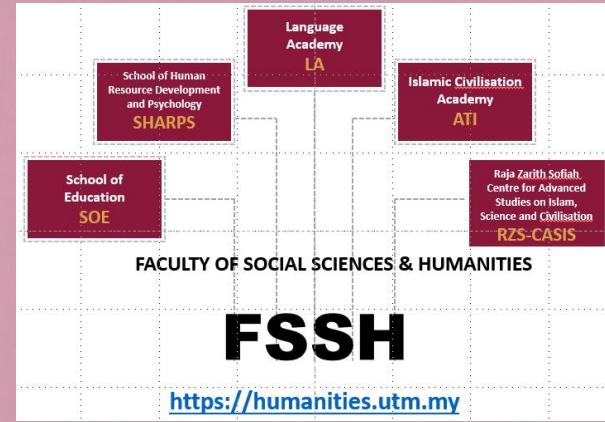 Language
Academy
LA
School of Human
Resource Development
and Psychology
SHARPS
Islamic Civilisation
Academy
ATI
School of
Education
SOE
Raja Zarith Sofiah
Centre for Advanced
Studies on Islam,
Science and Civilisation
RZS-CASIS
FACULTY OF SOCIAL SCIENCES & HUMANITIES
FSSH
https://humanities.utm.my